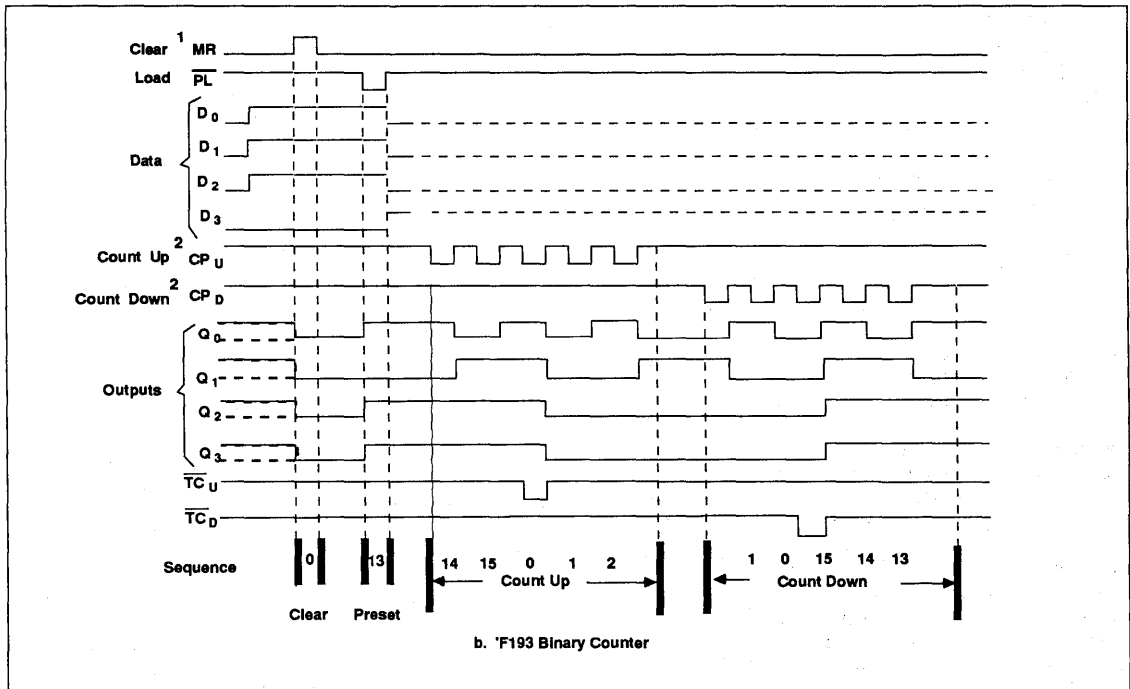 Clear 1 MR
Load PL
Data
D0
D1
D2
D3
Count Up 2 CPU
Count Down 2 CPD
Outputs
Q0
Q1
Q2
Q3
TCU
TCD
Sequence 0 13 14 15 0 1 2 1 0 15 14 13
Count Up Count Down
Clear Preset
b. 'F193 Binary Counter